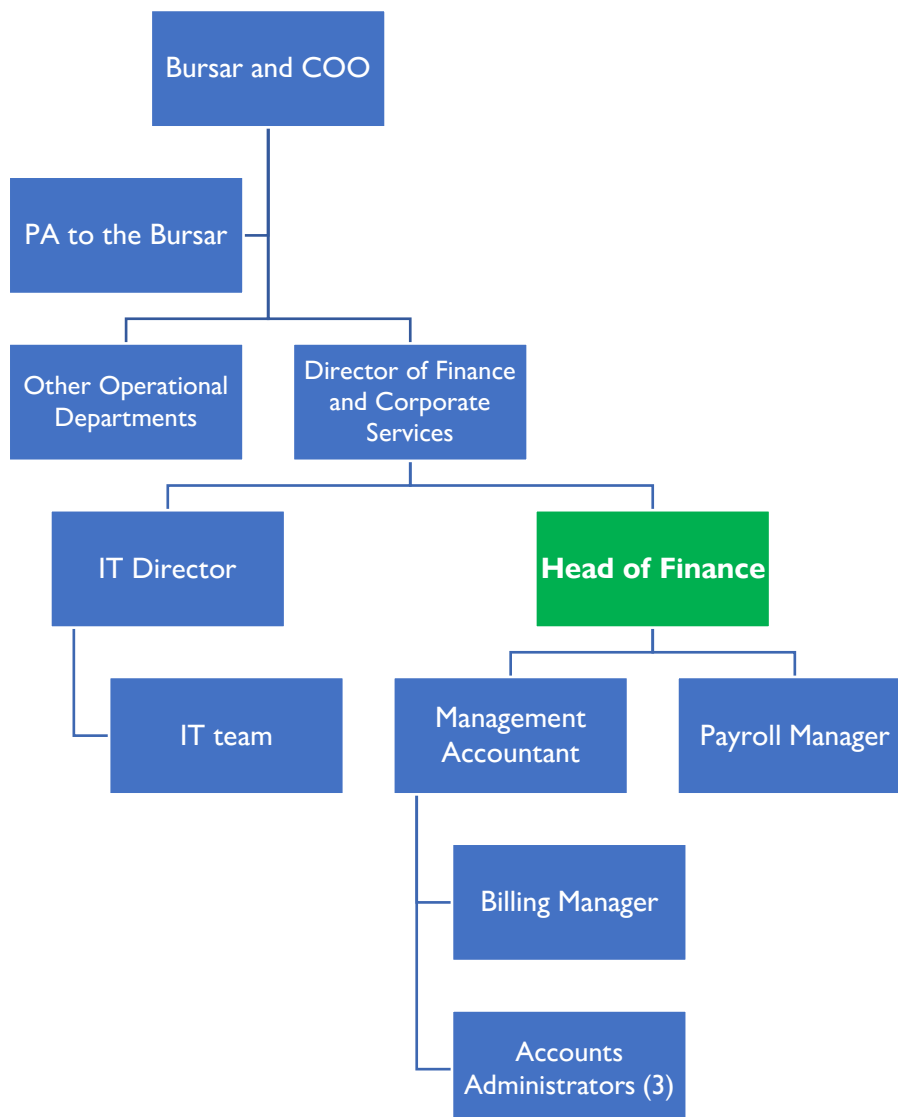 Bursar and COO
PA to the Bursar
Other Operational
Departments
Director of Finance
and Corporate
Services
IT Director
Head of Finance
IT team
Management
Accountant
Payroll Manager
Billing Manager
Accounts
Administrators (3)